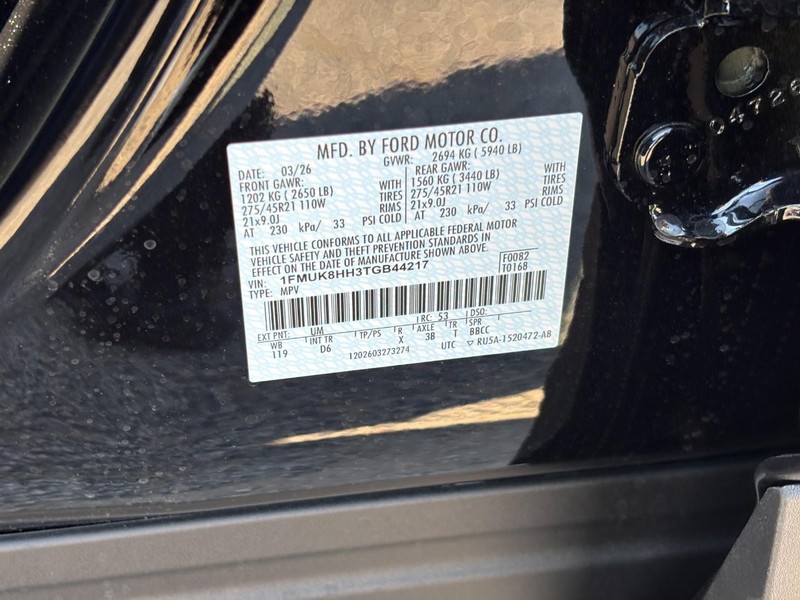 MFD. BY FORD MOTOR CO.
DATE: 03/26 GVWR: 2694 KG ( 5940 LB)
FRONT GAWR: REAR GAWR:
1202 KG ( 2650 LB) WITH 1560 KG ( 3440 LB) WITH
275/45R21 110W TIRES 275/45R21 110W TIRES
21x9.0J RIMS 21x9.0J RIMS
AT 230 kPa/ 33 PSI COLD AT 230 kPa/ 33 PSI COLD
THIS VEHICLE CONFORMS TO ALL APPLICABLE FEDERAL MOTOR
VEHICLE SAFETY AND THEFT PREVENTION STANDARDS IN
EFFECT ON THE DATE OF MANUFACTURE SHOWN ABOVE.
VIN: 1FMUK8HH3TGB44217 F0082
TYPE: MPV T0168
EXT PNT: UM RC: 53 DSO:
WB INT TR TP/PS R AXLE TR SPR
119 D6 X 3B T BBCC
1202603273274 UTC ▽ RU5A-1520472-AB